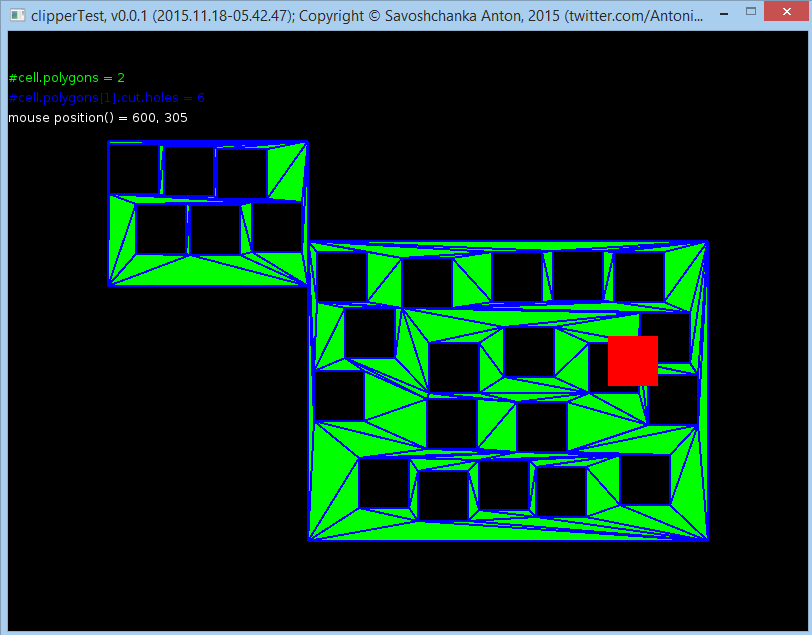 clipperTest, v0.0.1 (2015.11.18-05.42.47); Copyright © Savoshchanka Anton, 2015 (twitter.com/Antoni...
#cell.polygons = 2
#cell.polygons[1].cut.holes = 6
mouse position() = 600, 305